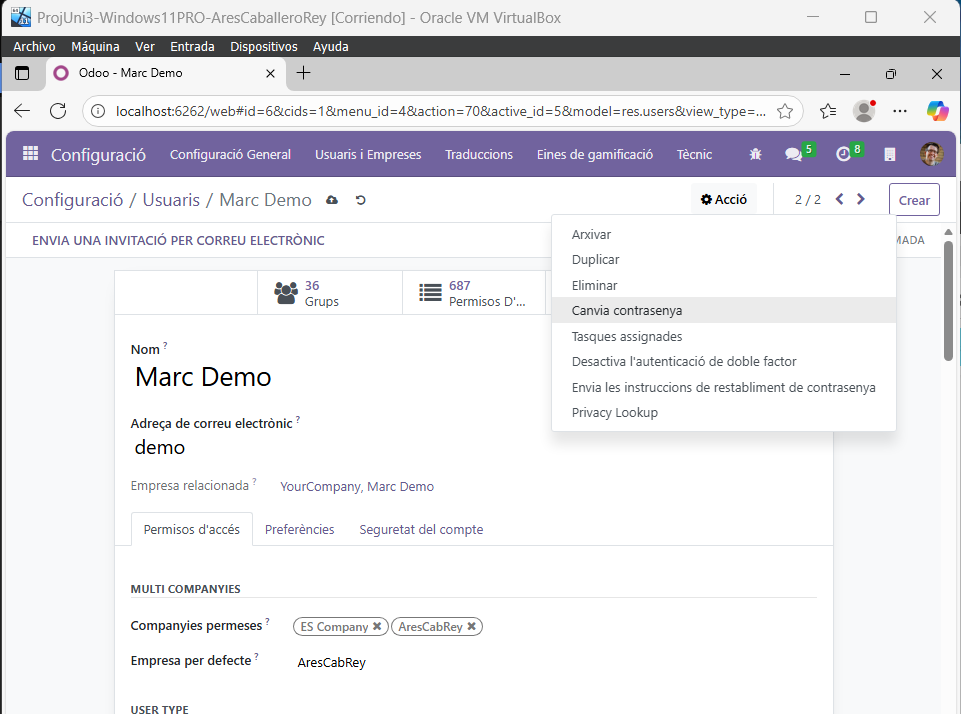 ProjUni3-Windows11PRO-AresCaballeroRey [Corriendo] - Oracle VM VirtualBox
Archivo Máquina Ver Entrada Dispositivos Ayuda
Odoo - Marc Demo
localhost:6262/web#id=6&cids=1&menu_id=4&action=70&active_id=5&model=res.users&view_type=...
Configuració Configuració General Usuaris i Empreses Traduccions Eines de gamificació Tècnic 5 8
Configuració / Usuaris / Marc Demo Acció 2 / 2 Crear
ENVIA UNA INVITACIÓ PER CORREU ELECTRÒNIC MADA
Arxivar
Duplicar
Eliminar
Canvia contrasenya
Tasques assignades
Desactiva l'autenticació de doble factor
Envia les instruccions de restabliment de contrasenya
Privacy Lookup
36
Grups
687
Permisos D'...
Nom ?
Marc Demo
Adreça de correu electrònic ?
demo
Empresa relacionada ? YourCompany, Marc Demo
Permisos d'accés Preferències Seguretat del compte
MULTI COMPANYIES
Companyies permeses ? ES Company ✖ AresCabRey ✖
Empresa per defecte ? AresCabRey
USER TYPE